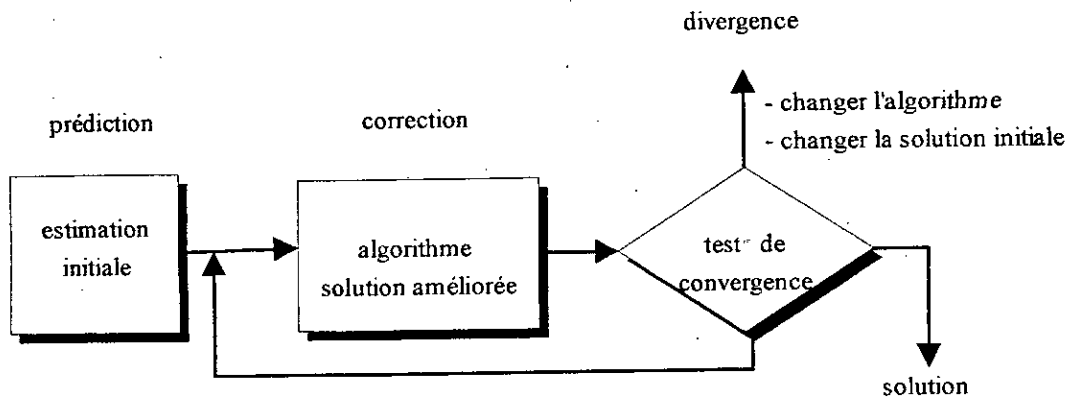 divergence
- changer l'algorithme
- changer la solution initiale
prédiction
correction
estimation
initiale
algorithme
solution améliorée
test de
convergence
solution